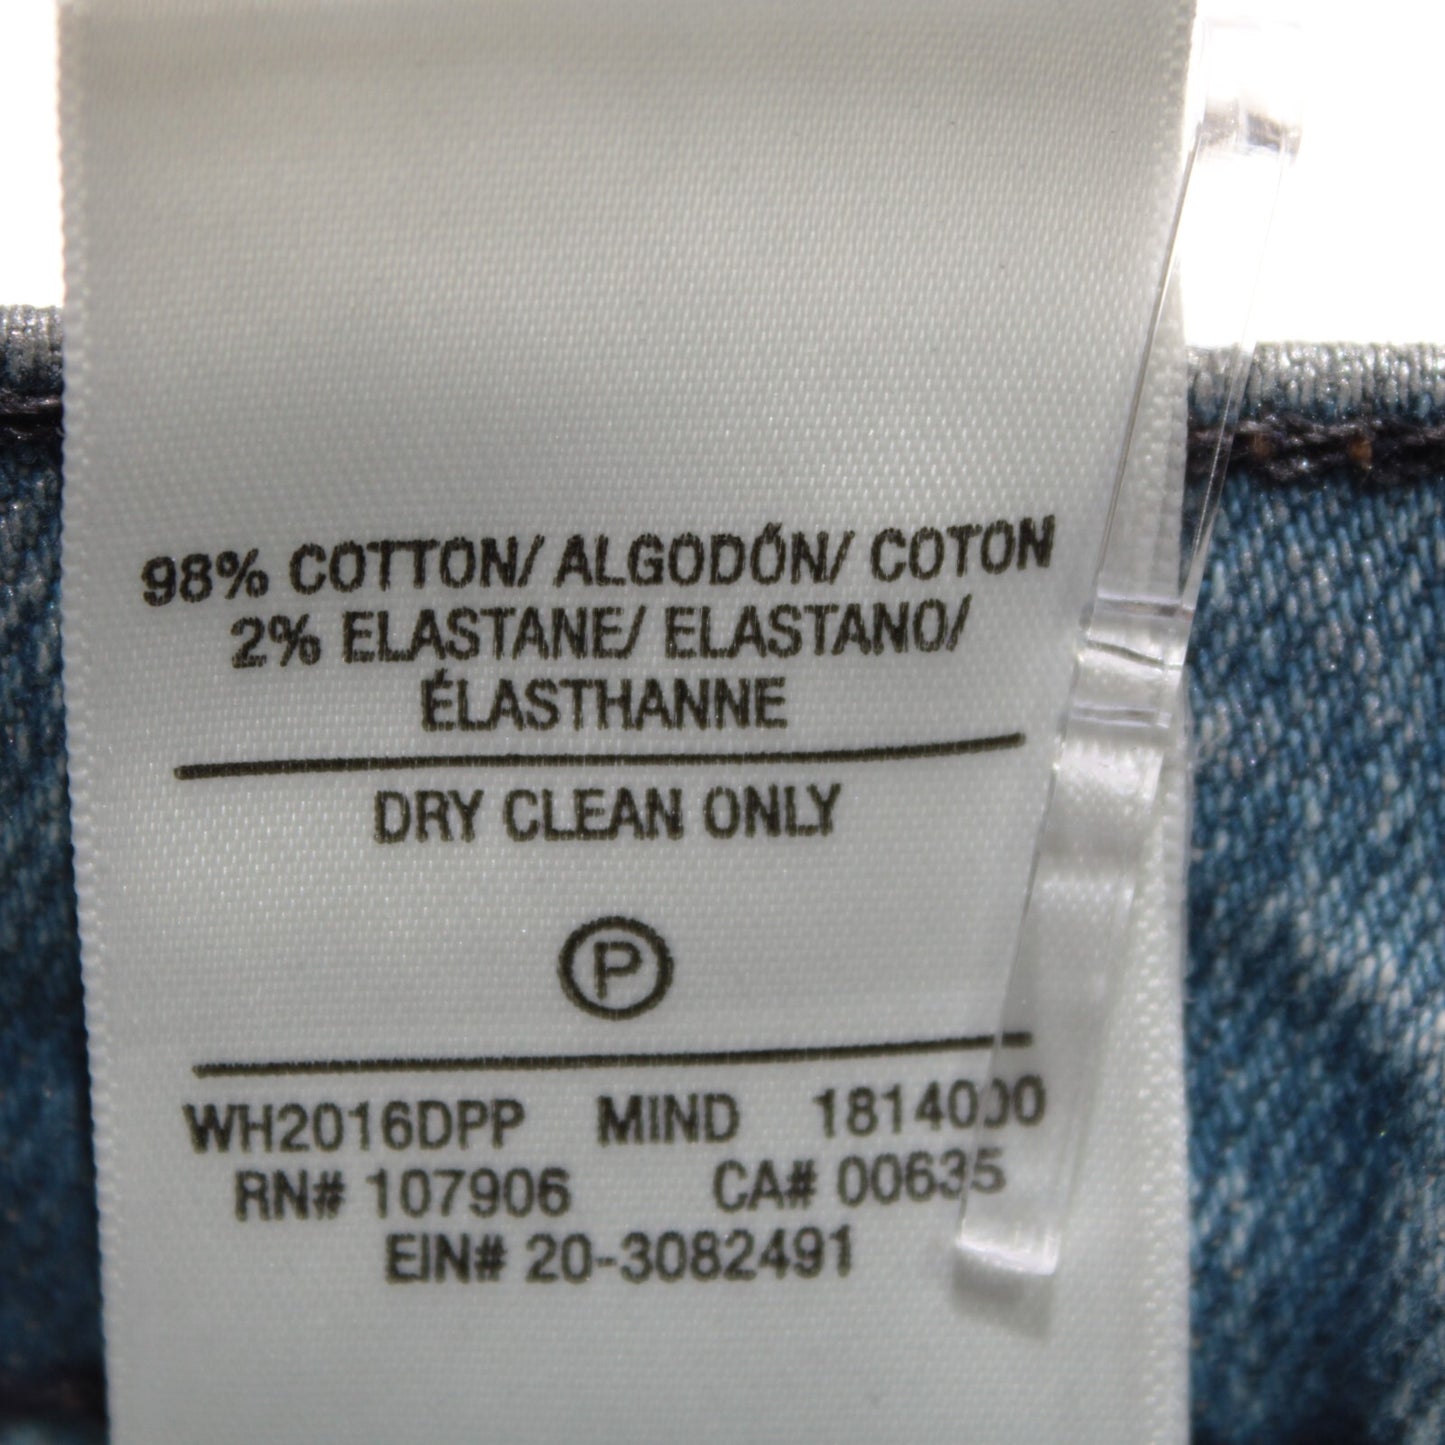 98% COTTON/ ALGODÓN/ COTON
2% ELASTANE/ ELASTANO/
ÉLASTHANNE
DRY CLEAN ONLY
P
WH2016DPP MIND 1814000
RN# 107906 CA# 00635
EIN# 20-3082491